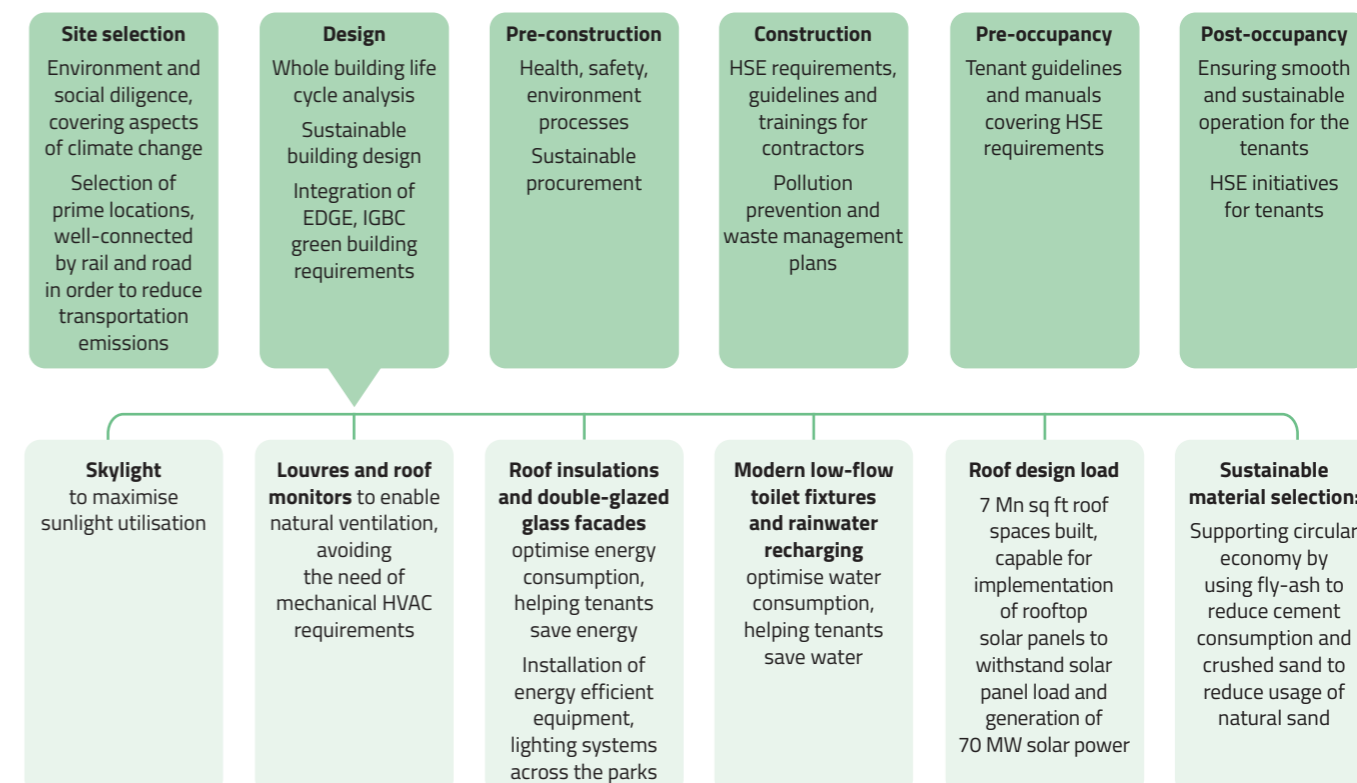 Site selection
Environment and
social diligence,
covering aspects
of climate change
Selection of
prime locations,
well-connected
by rail and road
in order to reduce
transportation
emissions
Design
Whole building life
cycle analysis
Sustainable
building design
Integration of
EDGE, IGBC
green building
requirements
Pre-construction
Health, safety,
environment
processes
Sustainable
procurement
Construction
HSE requirements,
guidelines and
trainings for
contractors
Pollution
prevention and
waste management
plans
Pre-occupancy
Tenant guidelines
and manuals
covering HSE
requirements
Post-occupancy
Ensuring smooth
and sustainable
operation for the
tenants
HSE initiatives
for tenants
Skylight
to maximise
sunlight utilisation
Louvres and roof
monitors to enable
natural ventilation,
avoiding
the need of
mechanical HVAC
requirements
Roof insulations
and double-glazed
glass facades
optimise energy
consumption,
helping tenants
save energy
Installation of
energy efficient
equipment,
lighting systems
across the parks
Modern low-flow
toilet fixtures
and rainwater
recharging
optimise water
consumption,
helping tenants
save water
Roof design load
7 Mn sq ft roof
spaces built,
capable for
implementation
of rooftop
solar panels to
withstand solar
panel load and
generation of
70 MW solar power
Sustainable
material selections
Supporting circular
economy by
using fly-ash to
reduce cement
consumption and
crushed sand to
reduce usage of
natural sand